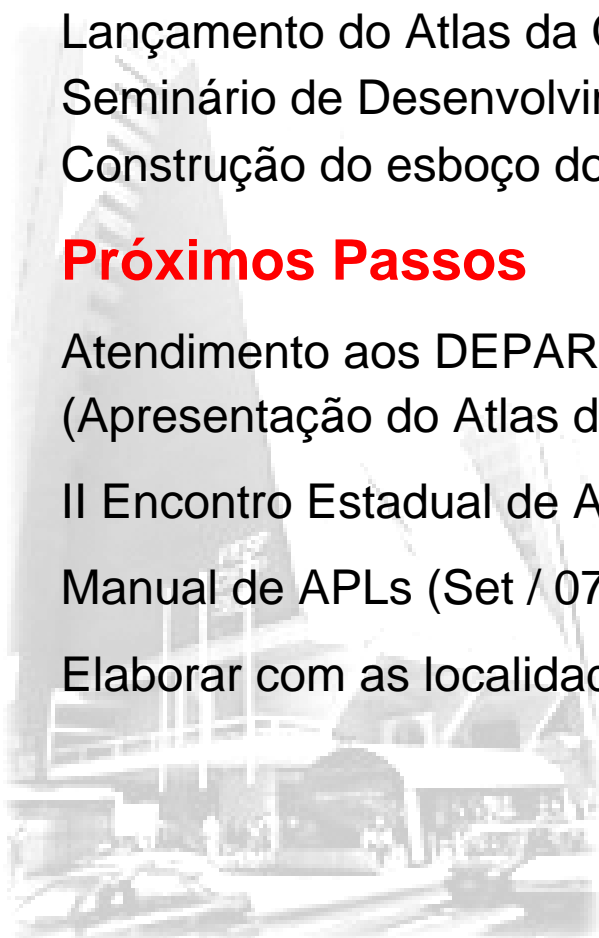 Lançamento do Atlas da
Seminário de Desenvolvi
Construção do esboço do
Próximos Passos
Atendimento aos DEPAR
(Apresentação do Atlas d
II Encontro Estadual de A
Manual de APLs (Set / 07
Elaborar com as localidad